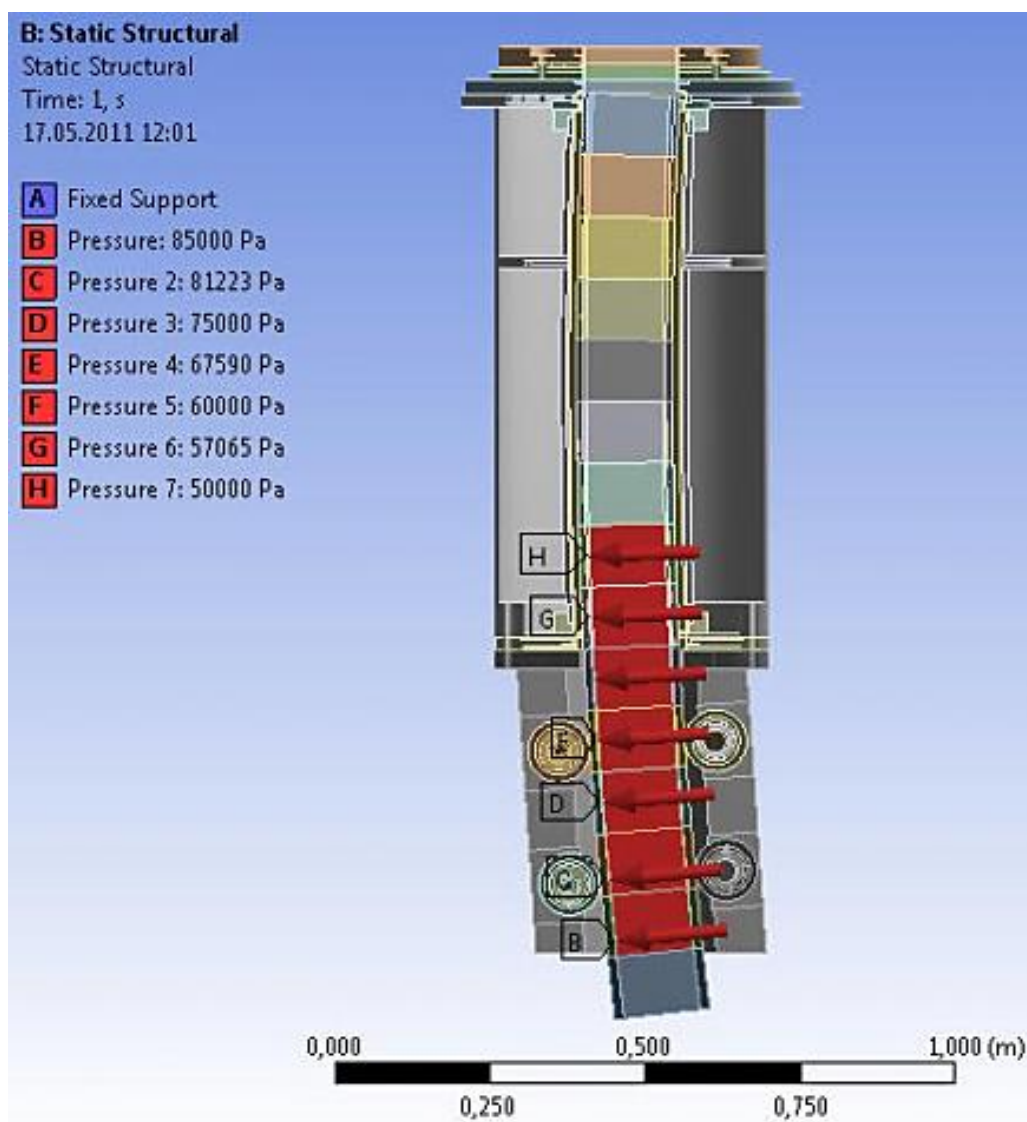 B: Static Structural
Static Structural
Time: 1, s
17.05.2011 12:01
A Fixed Support
B Pressure: 85000 Pa
C Pressure 2: 81223 Pa
D Pressure 3: 75000 Pa
E Pressure 4: 67590 Pa
F Pressure 5: 60000 Pa
G Pressure 6: 57065 Pa
H Pressure 7: 50000 Pa
H
G
E
D
C
B
0,000 0,500 1,000 (m)
0,250 0,750